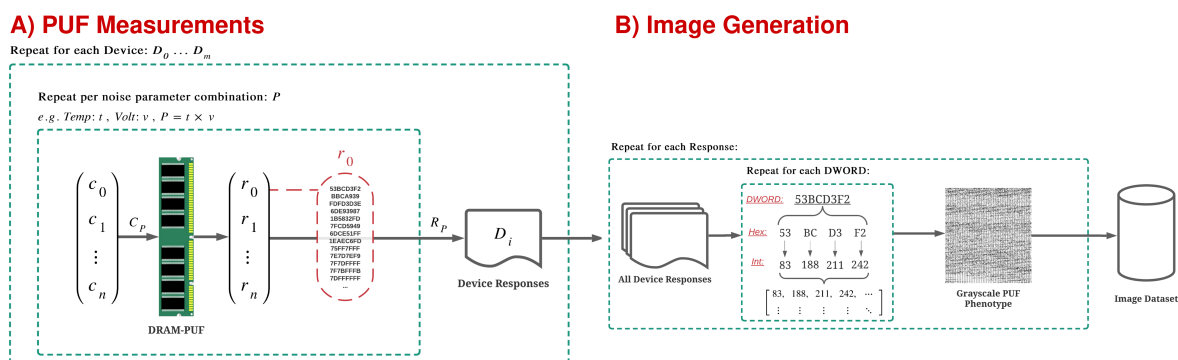 A) PUF Measurements
Repeat for each Device: D0 ... Dm
Repeat per noise parameter combination: P
e.g. Temp: t , Volt: v , P = t × v
c0
c1
⋮
cn
CP
DRAM-PUF
r0
r1
⋮
rn
r0
53BCD3F2
BBCA939
FDFD3D3E
6DE93987
1B5832FD
7FCD5949
6DCE51FF
1EAEC6FD
75FF7FFF
7E7D7EF9
7F7DFFFF
7F7BFFFB
7DFFFFFF
...
RP
Di
Device Responses
B) Image Generation
Repeat for each Response:
All Device Responses
Repeat for each DWORD:
DWORD: 53BCD3F2
Hex: 53 BC D3 F2
Int: 83 188 211 242
83, 188, 211, 242, ⋯
⋮ ⋮ ⋮ ⋮ ⋱
Grayscale PUF
Phenotype
Image Dataset